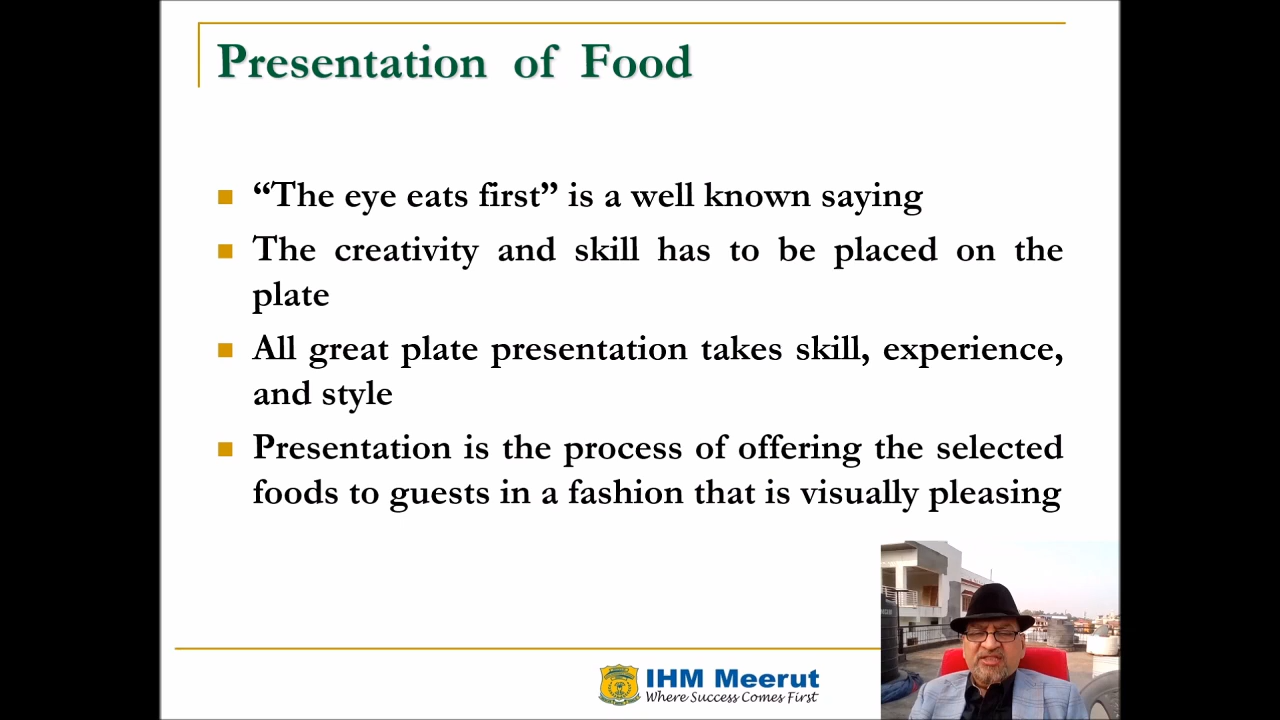 Presentation of Food
“The eye eats first” is a well known saying
The creativity and skill has to be placed on the
plate
All great plate presentation takes skill, experience,
and style
Presentation is the process of offering the selected
foods to guests in a fashion that is visually pleasing
IHM Meerut
Where Success Comes First